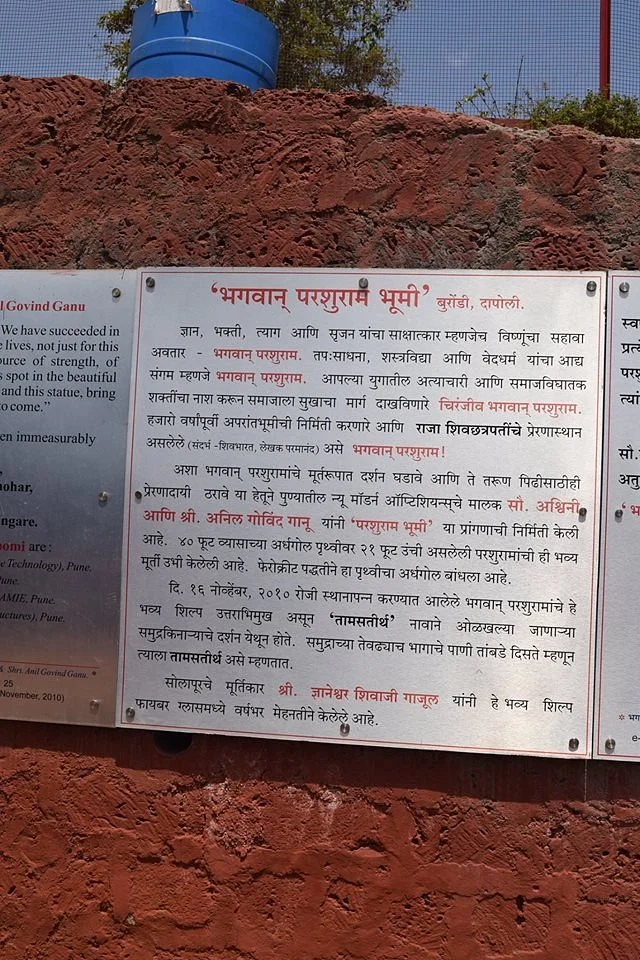 l Govind Ganu
We have succeeded in
e lives, not just for this
ource of strength, of
s spot in the beautiful
and this statue, bring
to come.”
en immeasurably
ohar,
ngare.
omi are :
e Technology), Pune.
Pune.
AMIE, Pune.
uctures), Pune.
& Shri. Anil Govind Ganu.
25
November, 2010)
‘भगवान् परशुराम भूमी’ बुरोंडी, दापोली.
ज्ञान, भक्ती, त्याग आणि सृजन यांचा साक्षात्कार म्हणजेच विष्णूंचा सहावा
अवतार - भगवान् परशुराम. तपःसाधना, शस्त्रविद्या आणि वेदधर्म यांचा आद्य
संगम म्हणजे भगवान् परशुराम. आपल्या युगातील अत्याचारी आणि समाजविघातक
शक्तींचा नाश करून समाजाला सुखाचा मार्ग दाखविणारे चिरंजीव भगवान् परशुराम.
हजारो वर्षांपूर्वी अपरांतभूमीची निर्मिती करणारे आणि राजा शिवछत्रपतींचे प्रेरणास्थान
असलेले (संदर्भ -शिवभारत, लेखक परमानंद) असे भगवान् परशुराम!
अशा भगवान् परशुरामांचे मूर्तरूपात दर्शन घडावे आणि ते तरूण पिढीसाठीही
प्रेरणादायी ठरावे या हेतूने पुण्यातील न्यू मॉडर्न ऑप्टिशियन्स्चे मालक सौ. अश्विनी
आणि श्री. अनिल गोविंद गानू यांनी ‘परशुराम भूमी’ या प्रांगणाची निर्मिती केली
आहे. ४० फूट व्यासाच्या अर्धगोल पृथ्वीवर २१ फूट उंची असलेली परशुरामांची ही भव्य
मूर्ती उभी केलेली आहे. फेरोक्रीट पद्धतीने हा पृथ्वीचा अर्धगोल बांधला आहे.
दि. १६ नोव्हेंबर, २०१० रोजी स्थापनापन्न करण्यात आलेले भगवान् परशुरामांचे हे
भव्य शिल्प उत्तराभिमुख असून ‘तामसतीर्थ’ नावाने ओळखल्या जाणाऱ्या
समुद्रकिनाऱ्याचे दर्शन येथून होते. समुद्राच्या तेवढ्याच भागाचे पाणी तांबडे दिसते म्हणून
त्याला तामसतीर्थ असे म्हणतात.
सोलापूरचे मूर्तिकार श्री. ज्ञानेश्वर शिवाजी गाजूल यांनी हे भव्य शिल्प
फायबर ग्लासमध्ये वर्षभर मेहनतीने केलेले आहे.
स्व
प्रत्ये
परश्
त्यां
सौ.
अतु
* भग
e-